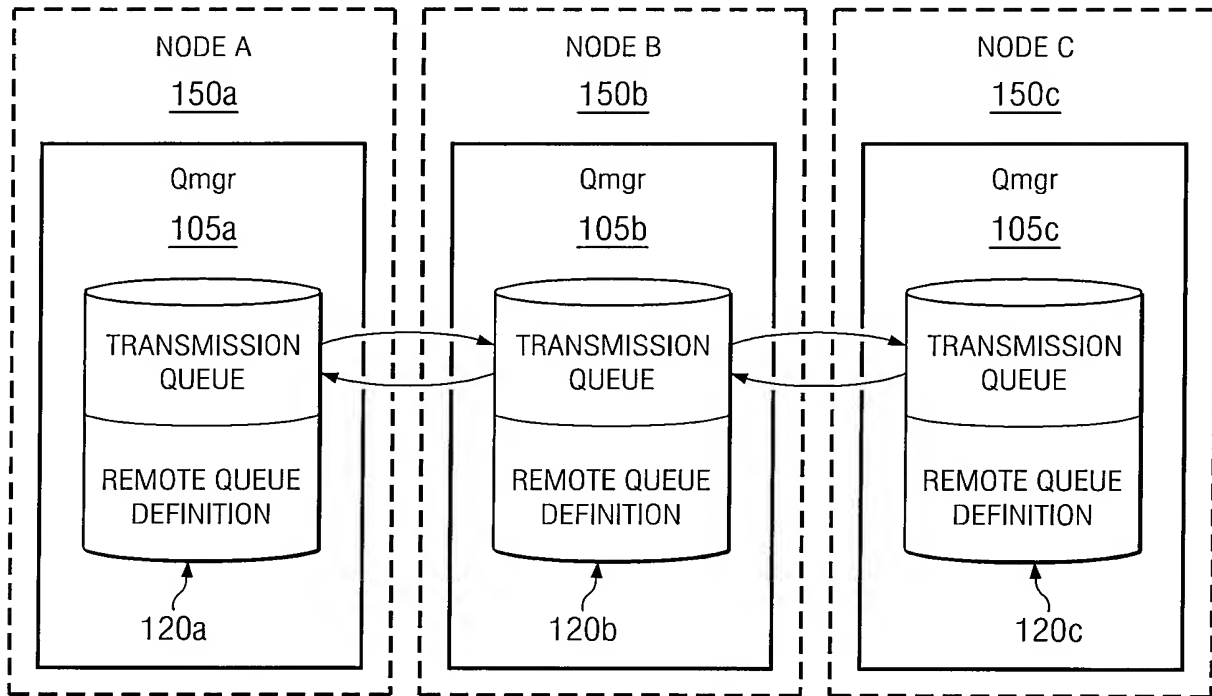 NODE A
150a
Qmgr
105a
TRANSMISSION
QUEUE
REMOTE QUEUE
DEFINITION
120a
NODE B
150b
Qmgr
105b
TRANSMISSION
QUEUE
REMOTE QUEUE
DEFINITION
120b
NODE C
150c
Qmgr
105c
TRANSMISSION
QUEUE
REMOTE QUEUE
DEFINITION
120c